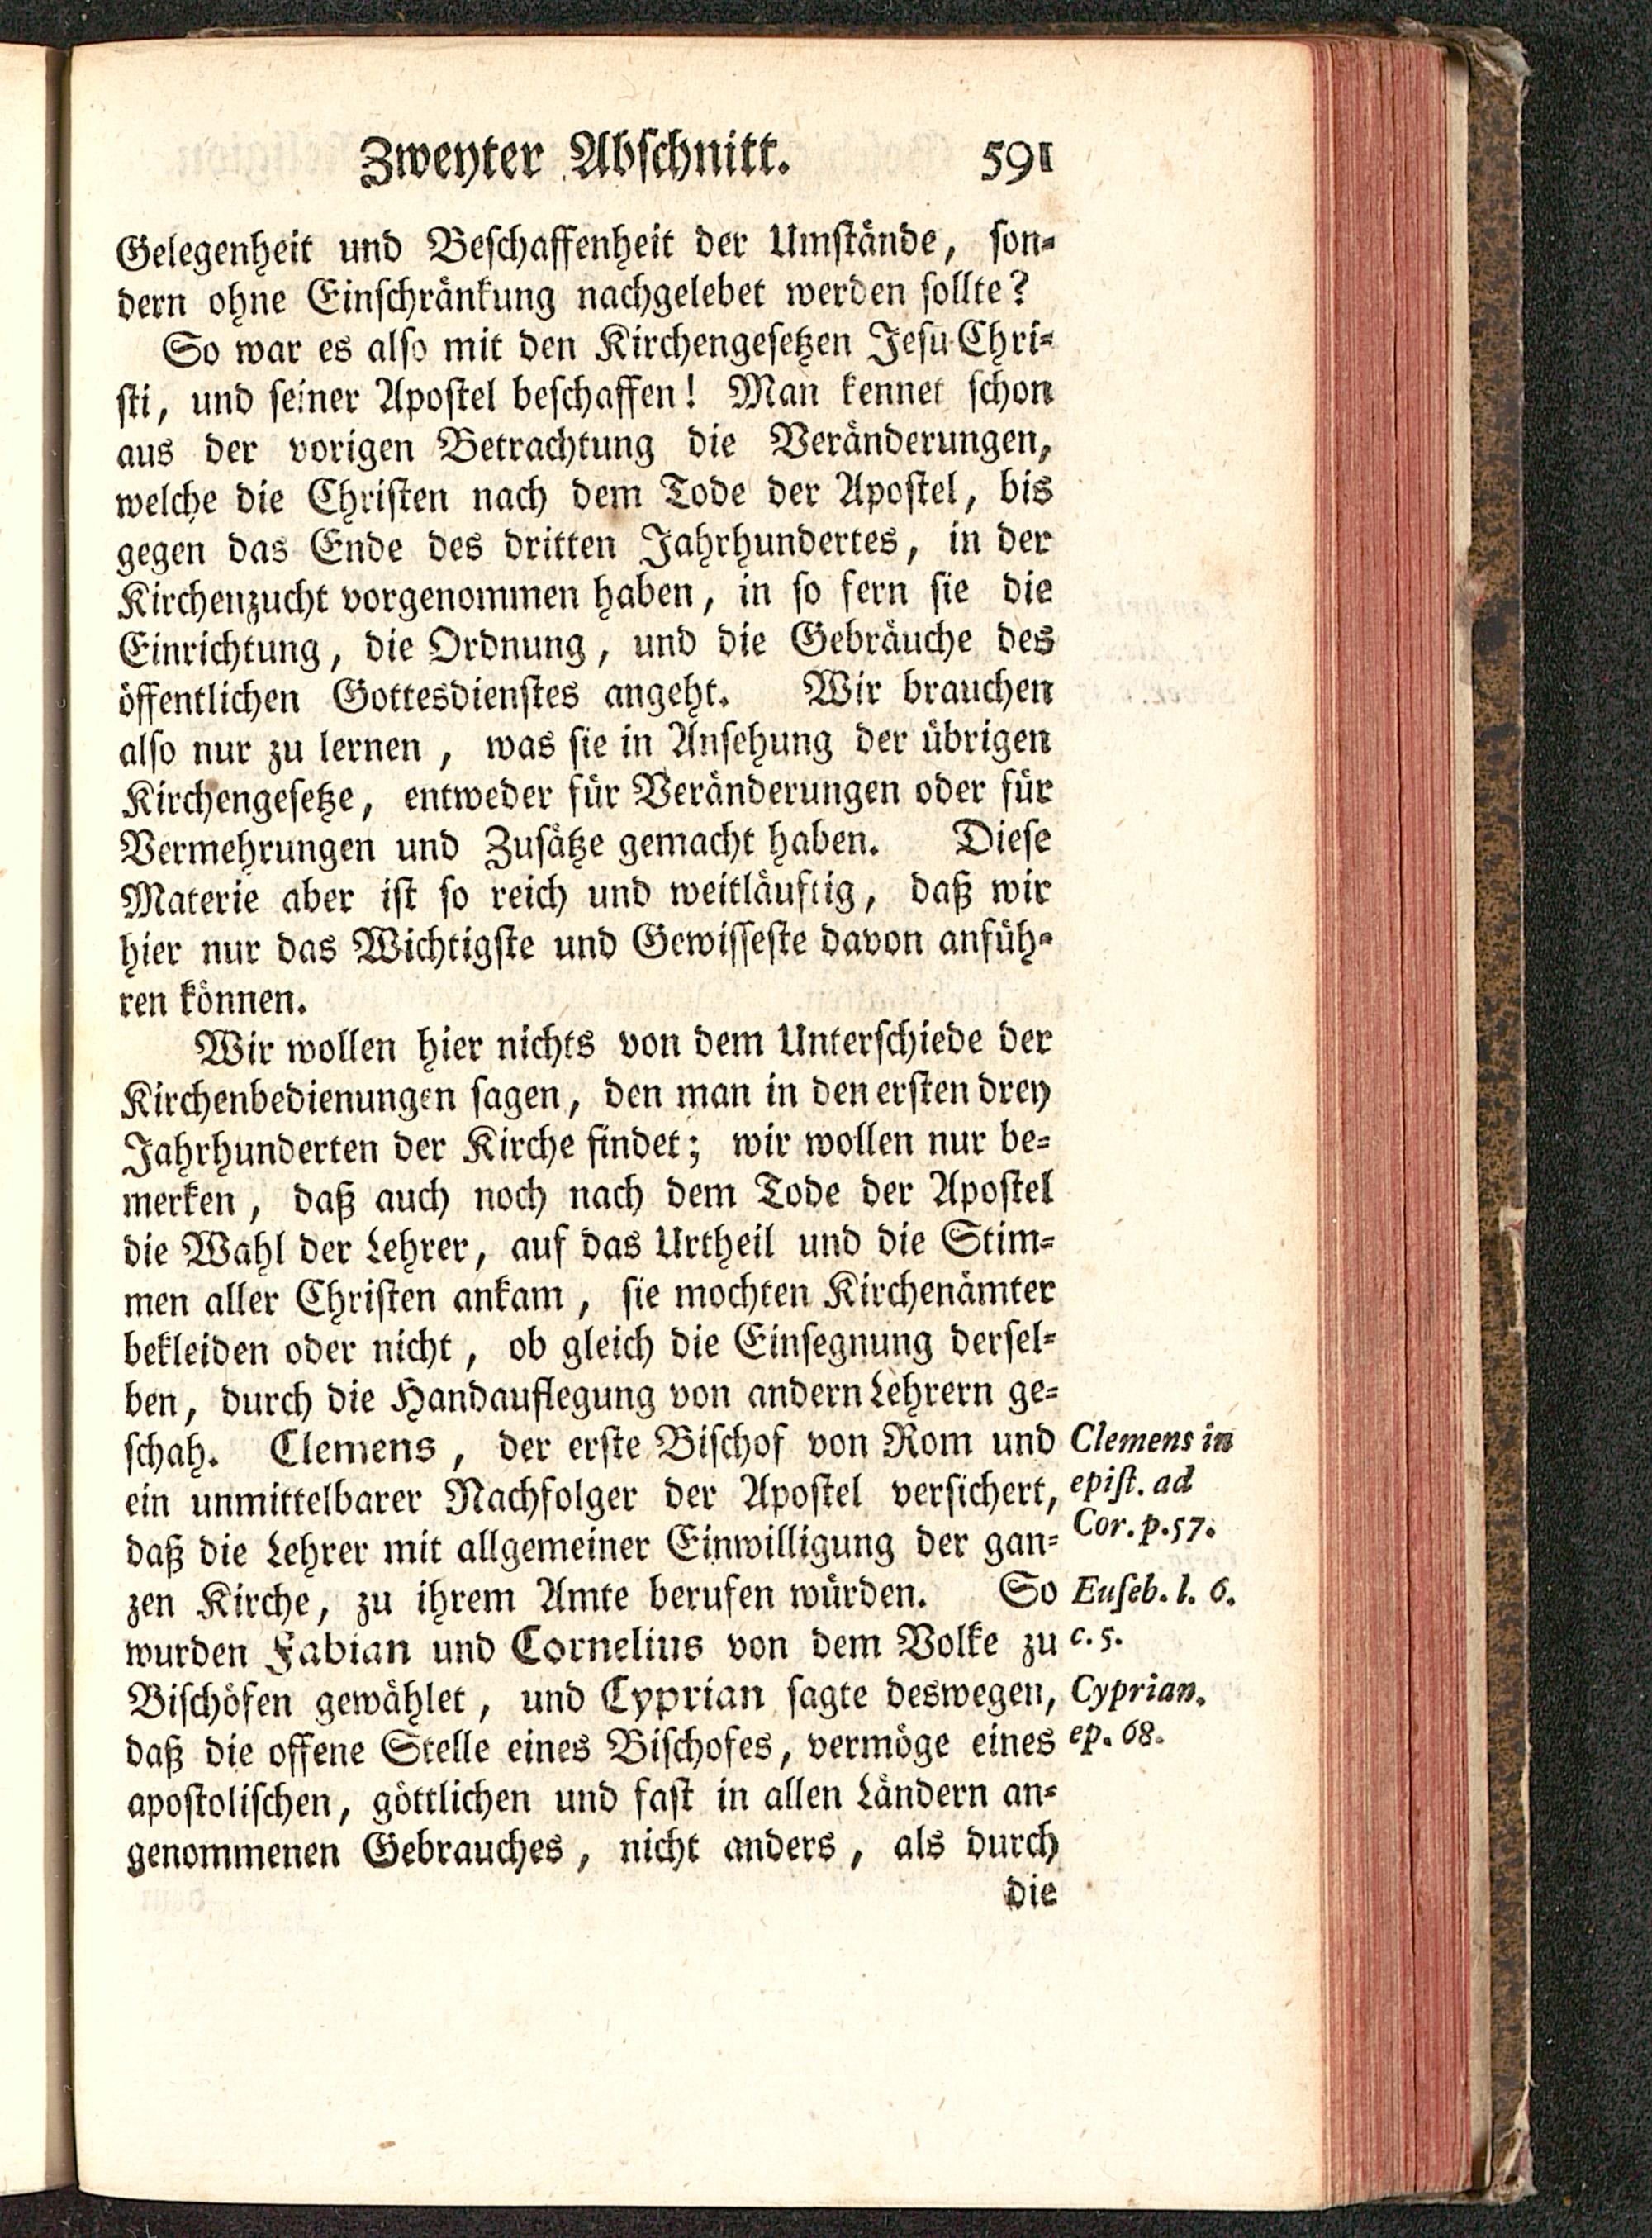 Zweyter Abschnitt. 591
Gelegenheit und Beschaffenheit der Umstände, son-
dern ohne Einschränkung nachgelebet werden sollte?
So war es also mit den Kirchengesetzen Jesu Chri-
sti, und seiner Apostel beschaffen! Man kennet schon
aus der vorigen Betrachtung die Veränderungen,
welche die Christen nach dem Tode der Apostel, bis
gegen das Ende des dritten Jahrhundertes, in der
Kirchenzucht vorgenommen haben, in so fern sie die
Einrichtung, die Ordnung, und die Gebräuche des
öffentlichen Gottesdienstes angeht. Wir brauchen
also nur zu lernen, was sie in Ansehung der übrigen
Kirchengesetze, entweder für Veränderungen oder für
Vermehrungen und Zusätze gemacht haben. Diese
Materie aber ist so reich und weitläuftig, daß wir
hier nur das Wichtigste und Gewisseste davon anfüh-
ren können.
Wir wollen hier nichts von dem Unterschiede der
Kirchenbedienungen sagen, den man in den ersten drey
Jahrhunderten der Kirche findet; wir wollen nur be-
merken, daß auch noch nach dem Tode der Apostel
die Wahl der Lehrer, auf das Urtheil und die Stim-
men aller Christen ankam, sie mochten Kirchenämter
bekleiden oder nicht, ob gleich die Einsegnung dersel-
ben, durch die Handauflegung von andern Lehrern ge-
schah. Clemens, der erste Bischof von Rom und
ein unmittelbarer Nachfolger der Apostel versichert,
daß die Lehrer mit allgemeiner Einwilligung der gan-
zen Kirche, zu ihrem Amte berufen würden. So
wurden Fabian und Cornelius von dem Volke zu
Bischöfen gewählet, und Cyprian sagte deswegen,
daß die offene Stelle eines Bischofes, vermöge eines
apostolischen, göttlichen und fast in allen Ländern an-
genommenen Gebrauches, nicht anders, als durch
die
Clemens in
epist. ad
Cor. p. 57.
Euseb. l. 6.
c. 5.
Cyprian.
ep. 68.